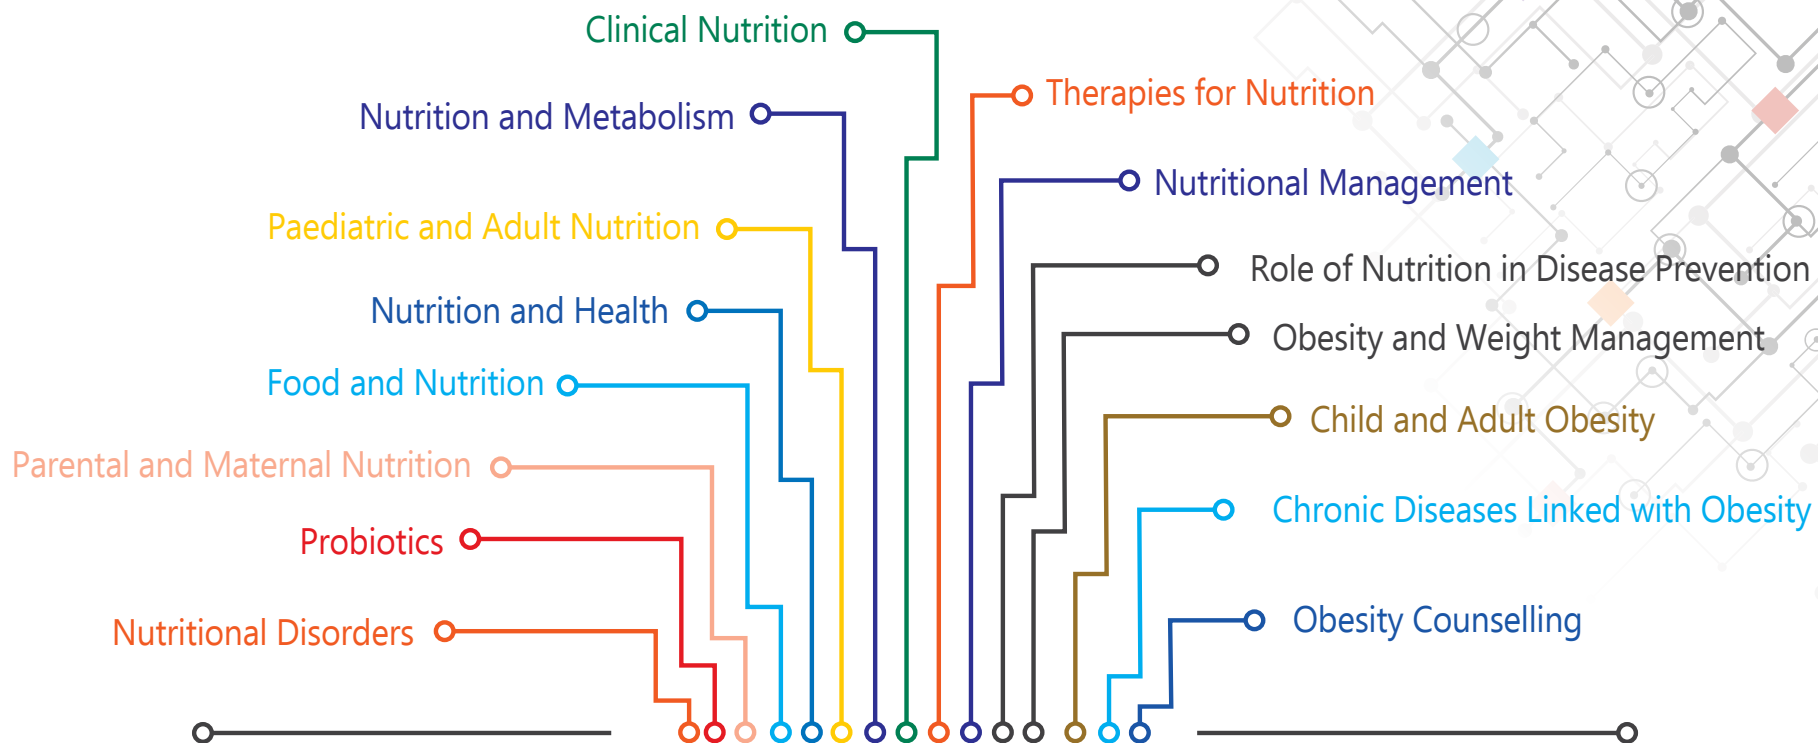 Clinical Nutrition
Therapies for Nutrition
Nutrition and Metabolism
Nutritional Management
Paediatric and Adult Nutrition
Role of Nutrition in Disease Prevention
Nutrition and Health
Obesity and Weight Management
Food and Nutrition
Child and Adult Obesity
Parental and Maternal Nutrition
Chronic Diseases Linked with Obesity
Probiotics
Obesity Counselling
Nutritional Disorders